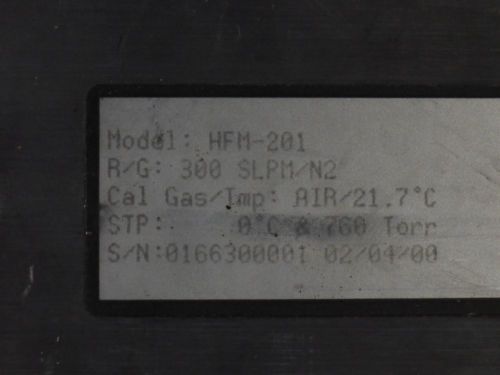 Model: HFM-201
R/G: 300 SLPM/N2
Cal Gas/Imp: AIR/21.7°C
STP: 0°C & 760 Torr
S/N:0166300001 02/04/00